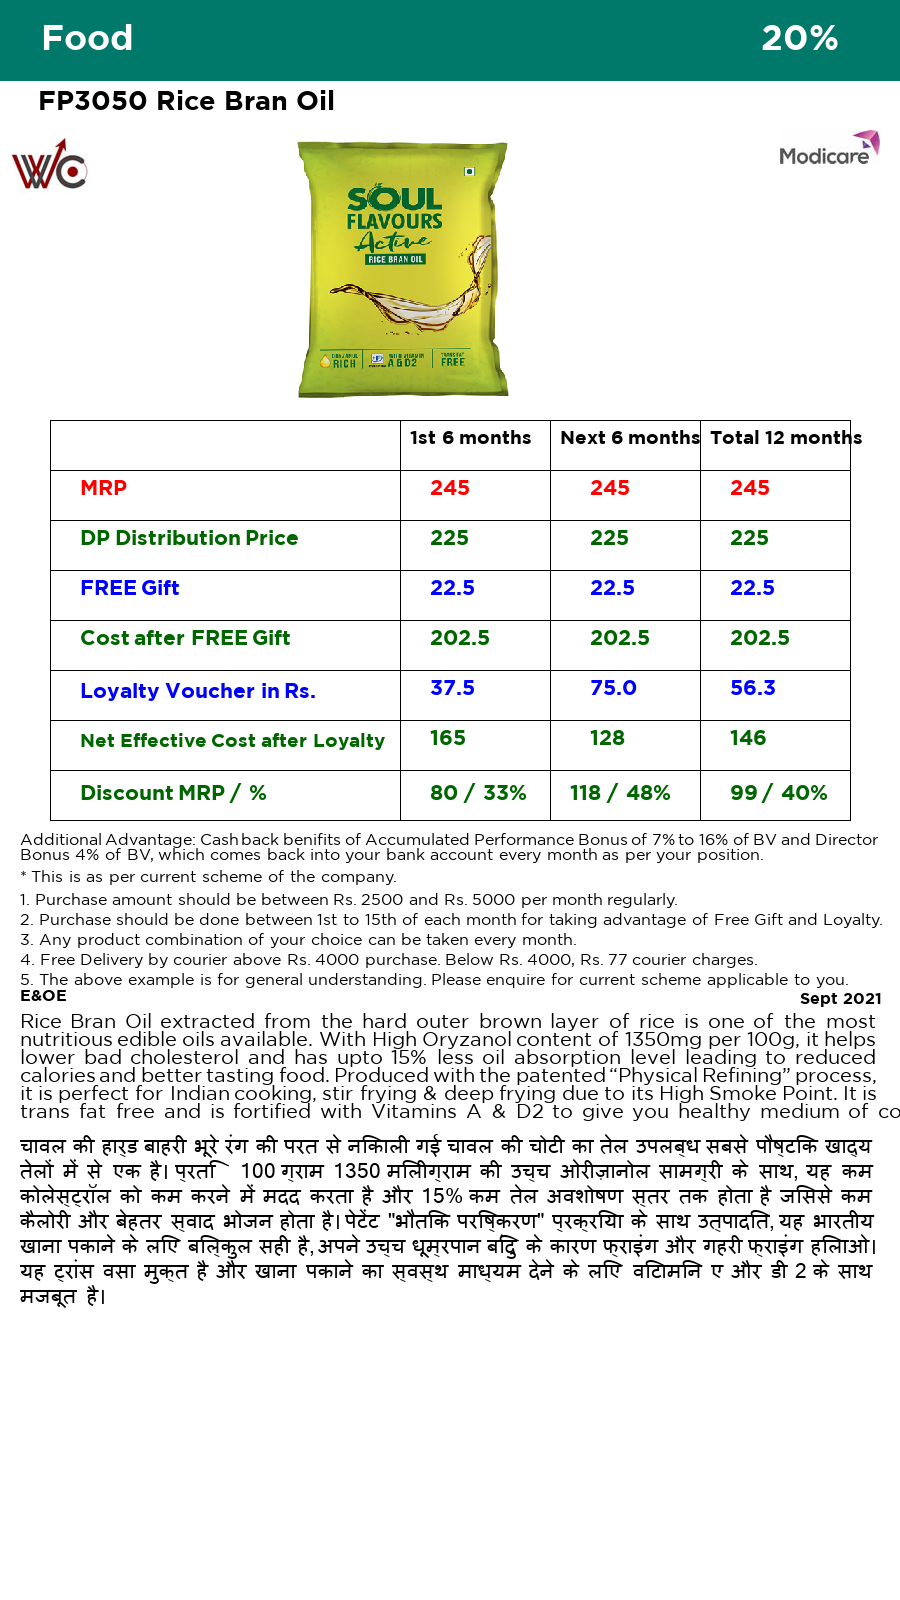 Food 20%
FP3050 Rice Bran Oil
WC
Modicare
SOUL
FLAVOURS
Active
RICE BRAN OIL
RICH
WITH VITAMIN
A & D2
TRANS FAT
FREE
1st 6 months Next 6 months Total 12 months
MRP 245 245 245
DP Distribution Price 225 225 225
FREE Gift 22.5 22.5 22.5
Cost after FREE Gift 202.5 202.5 202.5
Loyalty Voucher in Rs. 37.5 75.0 56.3
Net Effective Cost after Loyalty 165 128 146
Discount MRP / % 80 / 33% 118 / 48% 99 / 40%
Additional Advantage: Cashback benifits of Accumulated Performance Bonus of 7% to 16% of BV and Director
Bonus 4% of BV, which comes back into your bank account every month as per your position.
* This is as per current scheme of the company.
1. Purchase amount should be between Rs. 2500 and Rs. 5000 per month regularly.
2. Purchase should be done between 1st to 15th of each month for taking advantage of Free Gift and Loyalty.
3. Any product combination of your choice can be taken every month.
4. Free Delivery by courier above Rs. 4000 purchase. Below Rs. 4000, Rs. 77 courier charges.
5. The above example is for general understanding. Please enquire for current scheme applicable to you.
E&OE
Sept 2021
Rice Bran Oil extracted from the hard outer brown layer of rice is one of the most
nutritious edible oils available. With High Oryzanol content of 1350mg per 100g, it helps
lower bad cholesterol and has upto 15% less oil absorption level leading to reduced
calories and better tasting food. Produced with the patented “Physical Refining” process,
it is perfect for Indian cooking, stir frying & deep frying due to its High Smoke Point. It is
trans fat free and is fortified with Vitamins A & D2 to give you healthy medium of co
चावल की हार्ड बाहरी भूरे रंग की परत से निकाली गई चावल की चोटी का तेल उपलब्ध सबसे पौष्टिक खाद्य
तेलों में से एक है। प्रति 100 ग्राम 1350 मिलीग्राम की उच्च ओरीज़ानोल सामग्री के साथ, यह कम
कोलेस्ट्रॉल को कम करने में मदद करता है और 15% कम तेल अवशोषण स्तर तक होता है जिससे कम
कैलोरी और बेहतर स्वाद भोजन होता है। पेटेंट "भौतिक परिष्करण" प्रक्रिया के साथ उत्पादित, यह भारतीय
खाना पकाने के लिए बिल्कुल सही है, अपने उच्च धूम्रपान बिंदु के कारण फ्राइंग और गहरी फ्राइंग हिलाओ।
यह ट्रांस वसा मुक्त है और खाना पकाने का स्वस्थ माध्यम देने के लिए विटामिन ए और डी 2 के साथ
मजबूत है।